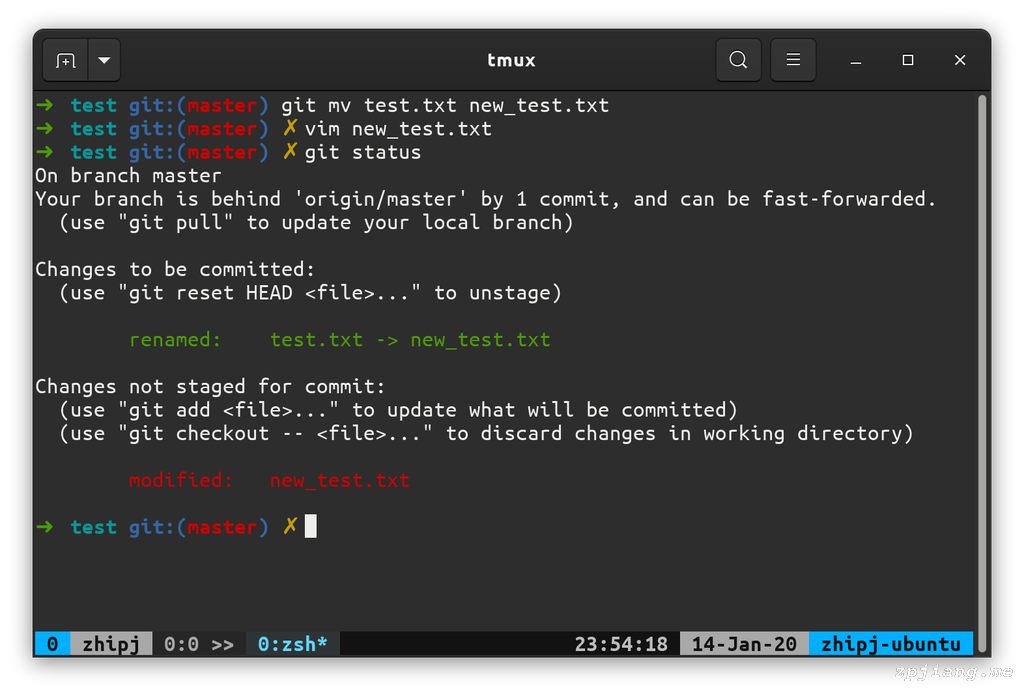 tmux
➜ test git:(master) git mv test.txt new_test.txt
➜ test git:(master) ✗ vim new_test.txt
➜ test git:(master) ✗ git status
On branch master
Your branch is behind 'origin/master' by 1 commit, and can be fast-forwarded.
(use "git pull" to update your local branch)
Changes to be committed:
(use "git reset HEAD <file>..." to unstage)
renamed: test.txt -> new_test.txt
Changes not staged for commit:
(use "git add <file>..." to update what will be committed)
(use "git checkout -- <file>..." to discard changes in working directory)
modified: new_test.txt
➜ test git:(master) ✗
0 zhipj 0:0 >> 0:zsh* 23:54:18 14-Jan-20 zhipj-ubuntu
zpjiang.me